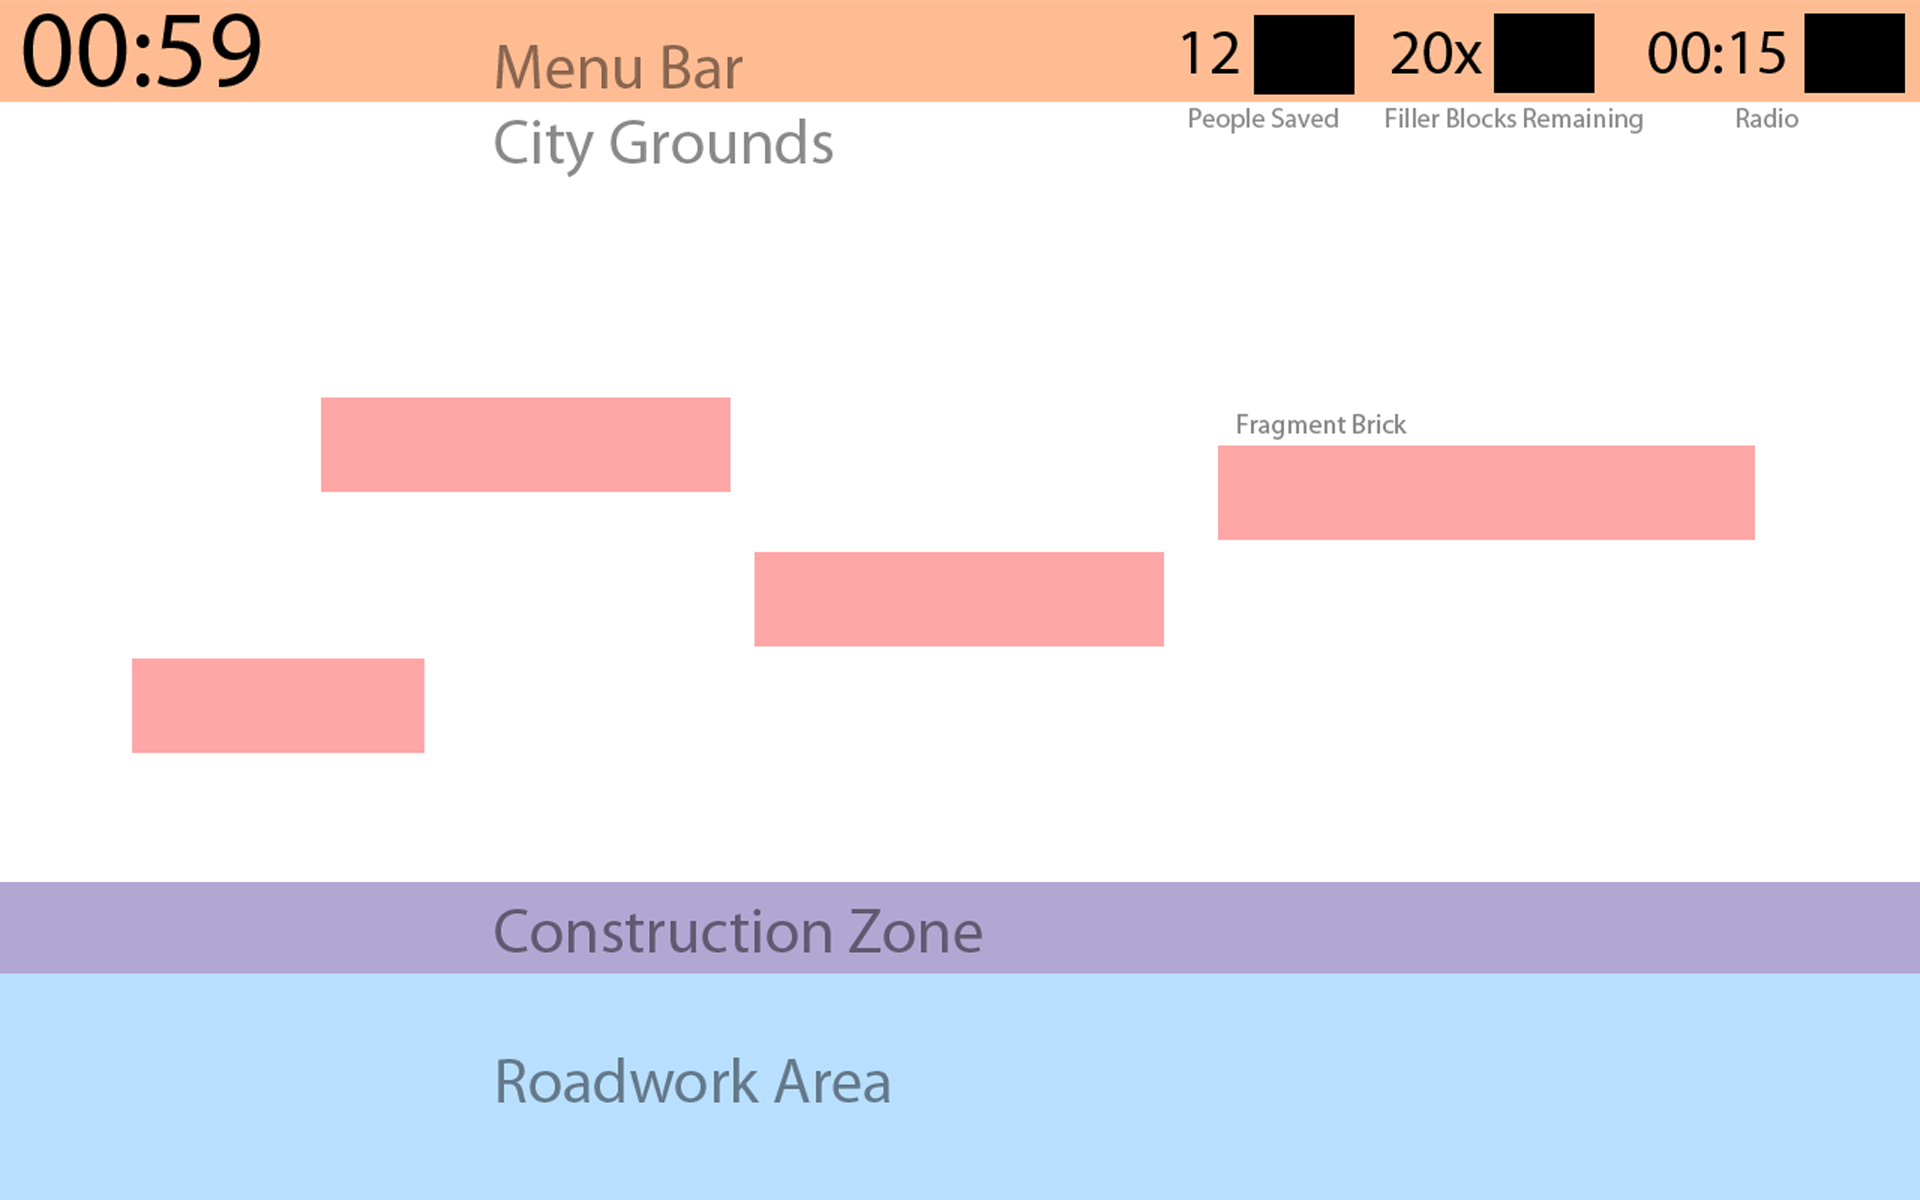 00:59
Menu Bar
12
20x
00:15
People Saved
Filler Blocks Remaining
Radio
City Grounds
Fragment Brick
Construction Zone
Roadwork Area